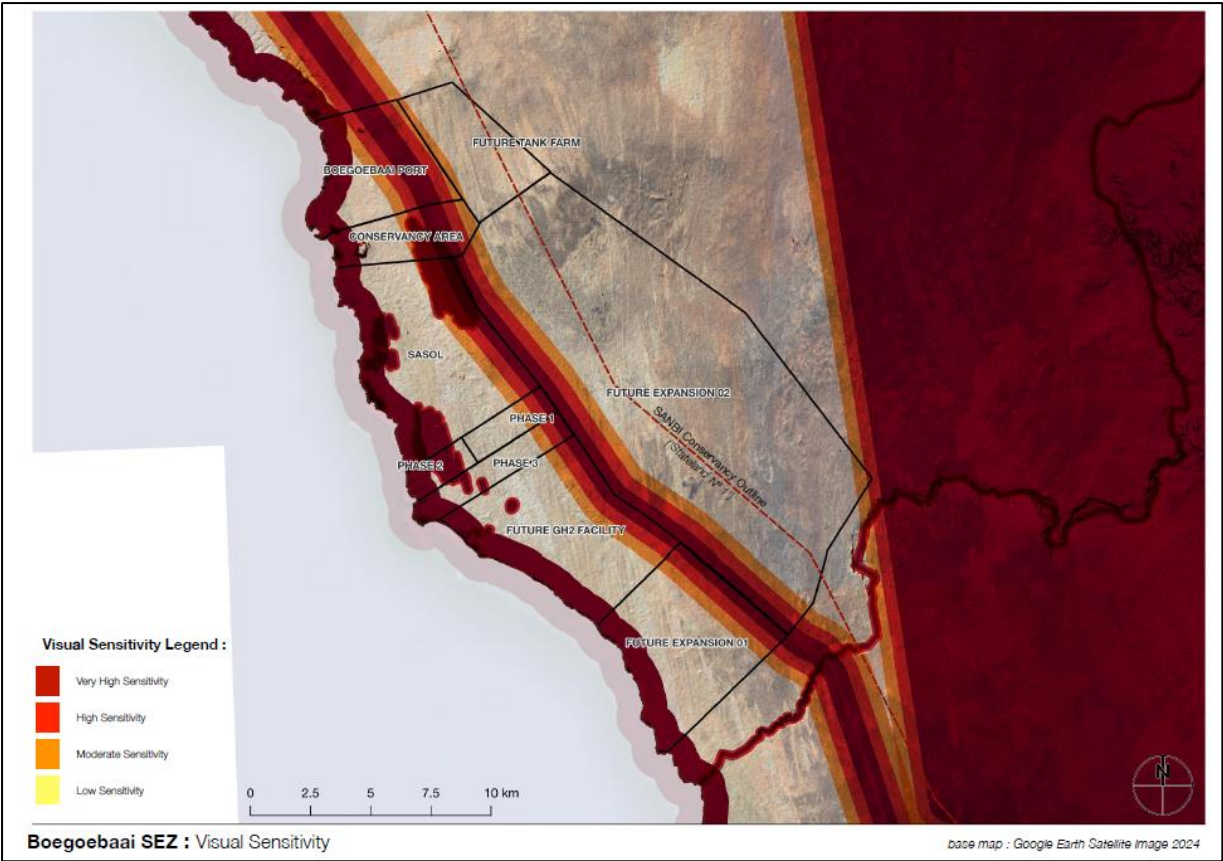 FUTURE TANK FARM
BOEGOEBAAI PORT
CONSERVANCY AREA
SASOL
FUTURE EXPANSION 02
PHASE 1
SANBI Conservancy Outline
(Stateland Nº 1)
PHASE 2
PHASE 3
FUTURE GH2 FACILITY
FUTURE EXPANSION 01
Visual Sensitivity Legend :
Very High Sensitivity
High Sensitivity
Moderate Sensitivity
Low Sensitivity
0 2.5 5 7.5 10 km
N
Boegoebaai SEZ : Visual Sensitivity
base map : Google Earth Satellite Image 2024